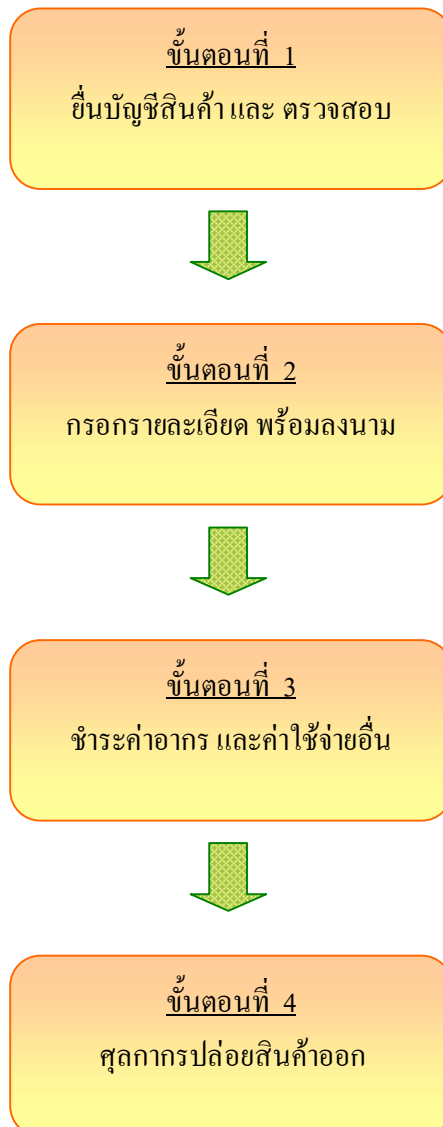 ขั้นตอนที่ 1
ยื่นบัญชีสินค้า และ ตรวจสอบ
ขั้นตอนที่ 2
กรอกรายละเอียด พร้อมลงนาม
ขั้นตอนที่ 3
ชำระค่าอากร และค่าใช้จ่ายอื่น
ขั้นตอนที่ 4
ศุลกากรปล่อยสินค้าออก